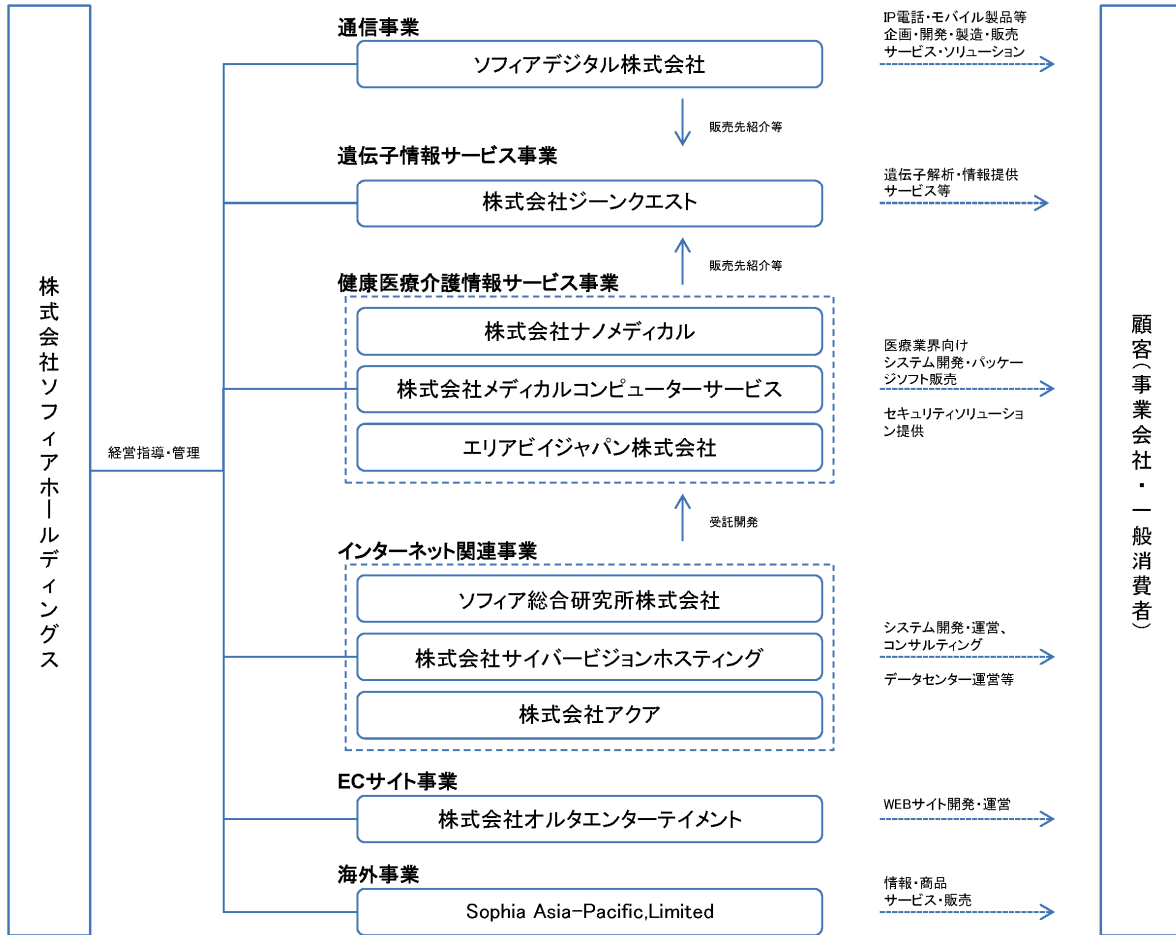 株式会社ソフィアホールディングス
経営指導・管理
通信事業
ソフィアデジタル株式会社
IP電話・モバイル製品等
企画・開発・製造・販売
サービス・ソリューション
販売先紹介等
遺伝子情報サービス事業
株式会社ジーンクエスト
遺伝子解析・情報提供
サービス等
販売先紹介等
健康医療介護情報サービス事業
株式会社ナノメディカル
株式会社メディカルコンピューターサービス
エリアビイジャパン株式会社
医療業界向け
システム開発・パッケー
ジソフト販売
セキュリティソリューショ
ン提供
受託開発
インターネット関連事業
ソフィア総合研究所株式会社
株式会社サイバービジョンホスティング
株式会社アクア
システム開発・運営、
コンサルティング
データセンター運営等
ECサイト事業
株式会社オルタエンターテイメント
WEBサイト開発・運営
海外事業
Sophia Asia-Pacific,Limited
情報・商品
サービス・販売
顧客(事業会社・一般消費者)